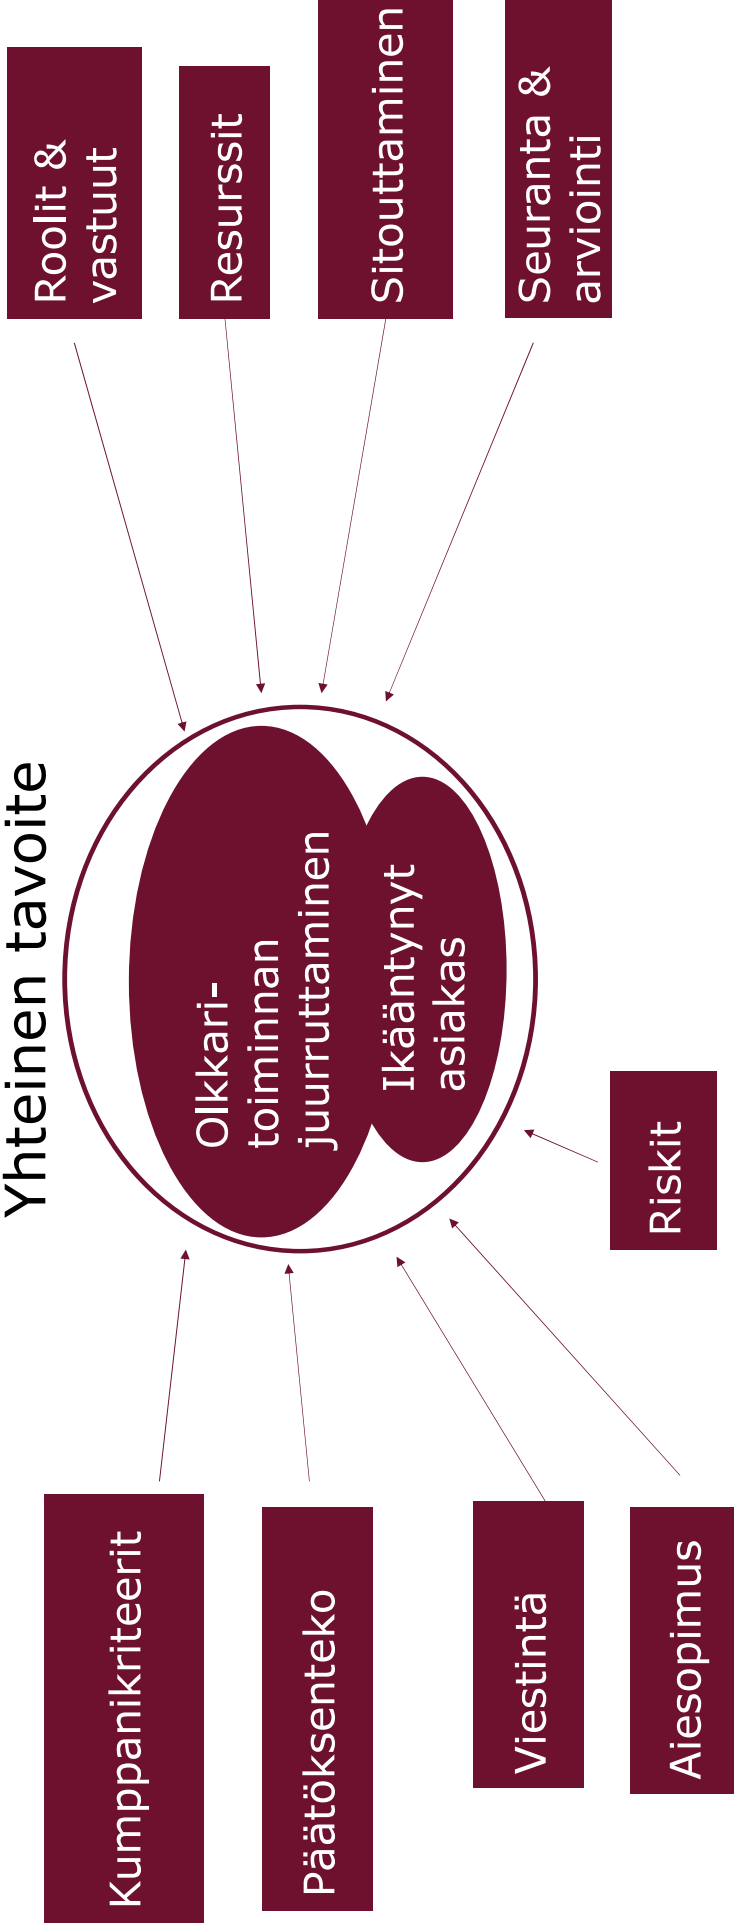 Yhteinen tavoite
Kumppanikriteerit
Päätöksenteko
Viestintä
Aiesopimus
Riskit
Olkkari-
toiminnan
juurruttaminen
Ikääntynyt
asiakas
Roolit &
vastuut
Resurssit
Sitouttaminen
Seuranta &
arviointi